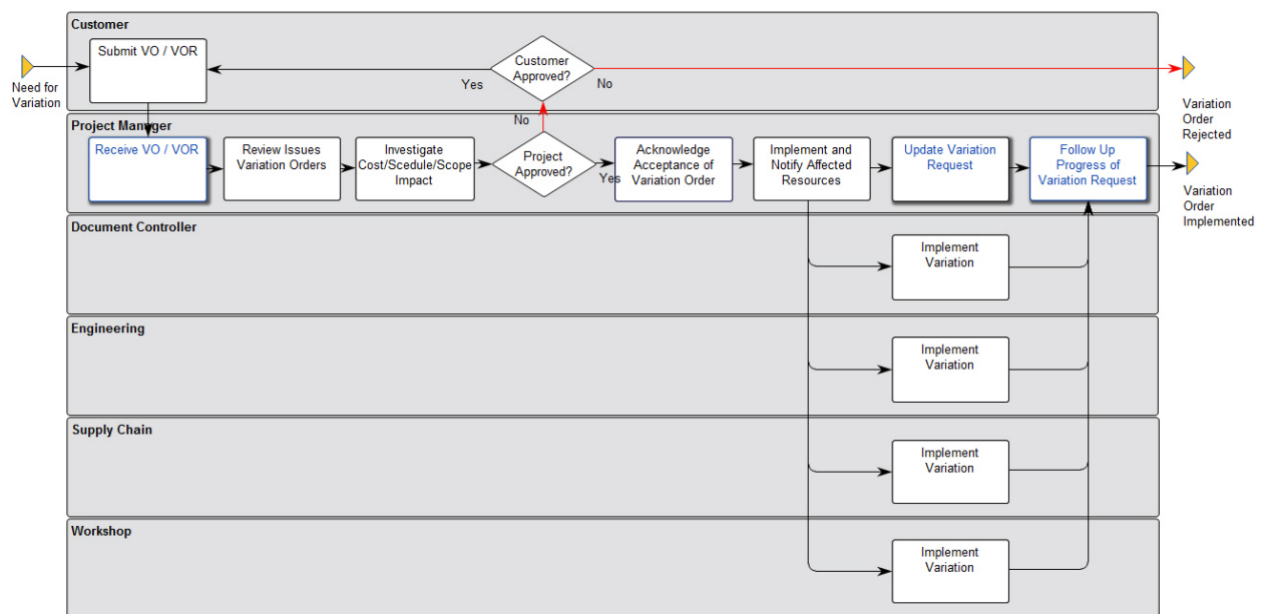 Customer
Submit VO / VOR
Need for
Variation
Customer
Approved?
Yes
No
Variation
Order
Rejected
Project Manager
No
Receive VO / VOR
Review Issues
Variation Orders
Investigate
Cost/Scedule/Scope
Impact
Project
Approved?
Yes
Acknowledge
Acceptance of
Variation Order
Implement and
Notify Affected
Resources
Update Variation
Request
Follow Up
Progress of
Variation Request
Variation
Order
Implemented
Document Controller
Implement
Variation
Engineering
Implement
Variation
Supply Chain
Implement
Variation
Workshop
Implement
Variation